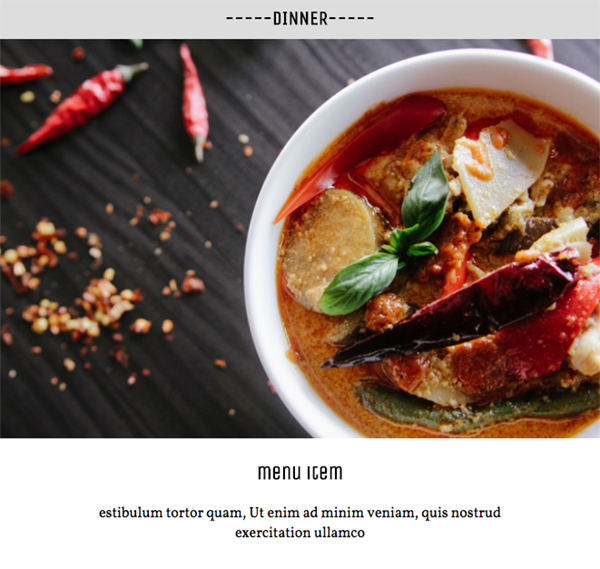 -----DINNER-----
menu item
estibulum tortor quam, Ut enim ad minim veniam, quis nostrud
exercitation ullamco